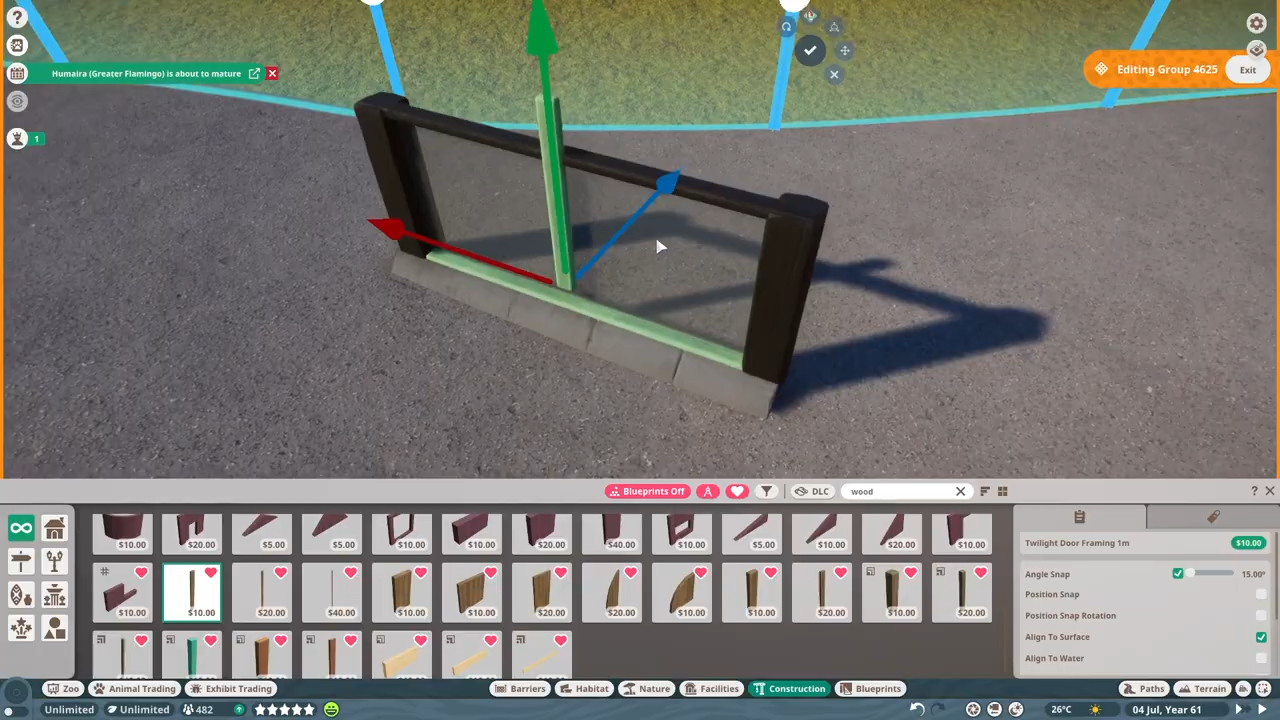 ?
Humaira (Greater Flamingo) is about to mature
1
Editing Group 4625
Exit
Blueprints Off
DLC
wood
?
$10.00 $20.00 $5.00 $5.00 $10.00 $10.00 $20.00 $40.00 $10.00 $5.00 $10.00 $20.00 $10.00
$10.00 $10.00 $20.00 $40.00 $10.00 $10.00 $20.00 $20.00 $10.00 $10.00 $20.00 $10.00 $20.00
Twilight Door Framing 1m
$10.00
Angle Snap
15.00°
Position Snap
Position Snap Rotation
Align To Surface
Align To Water
Zoo
Animal Trading
Exhibit Trading
Barriers
Habitat
Nature
Facilities
Construction
Blueprints
Paths
Terrain
Unlimited
Unlimited
482
26°C
04 Jul, Year 61